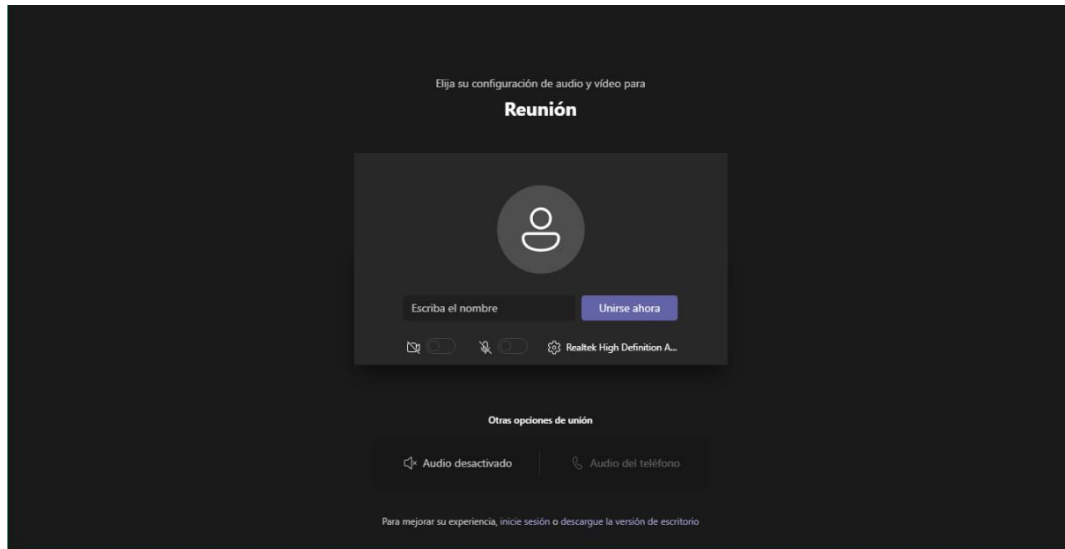 Elija su configuración de audio y vídeo para
Reunión
Escriba el nombre
Unirse ahora
Realtek High Definition A...
Otras opciones de unión
Audio desactivado
Audio del teléfono
Para mejorar su experiencia, inicie sesión o descargue la versión de escritorio